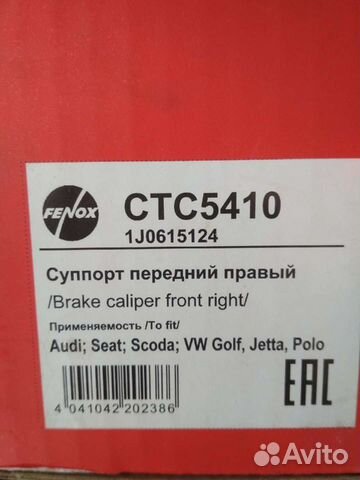 FENOX
CTC5410
1J0615124
Суппорт передний правый
/Brake caliper front right/
Применяемость /To fit/
Audi; Seat; Scoda; VW Golf, Jetta, Polo
4 041042 202386
EAC
Avito